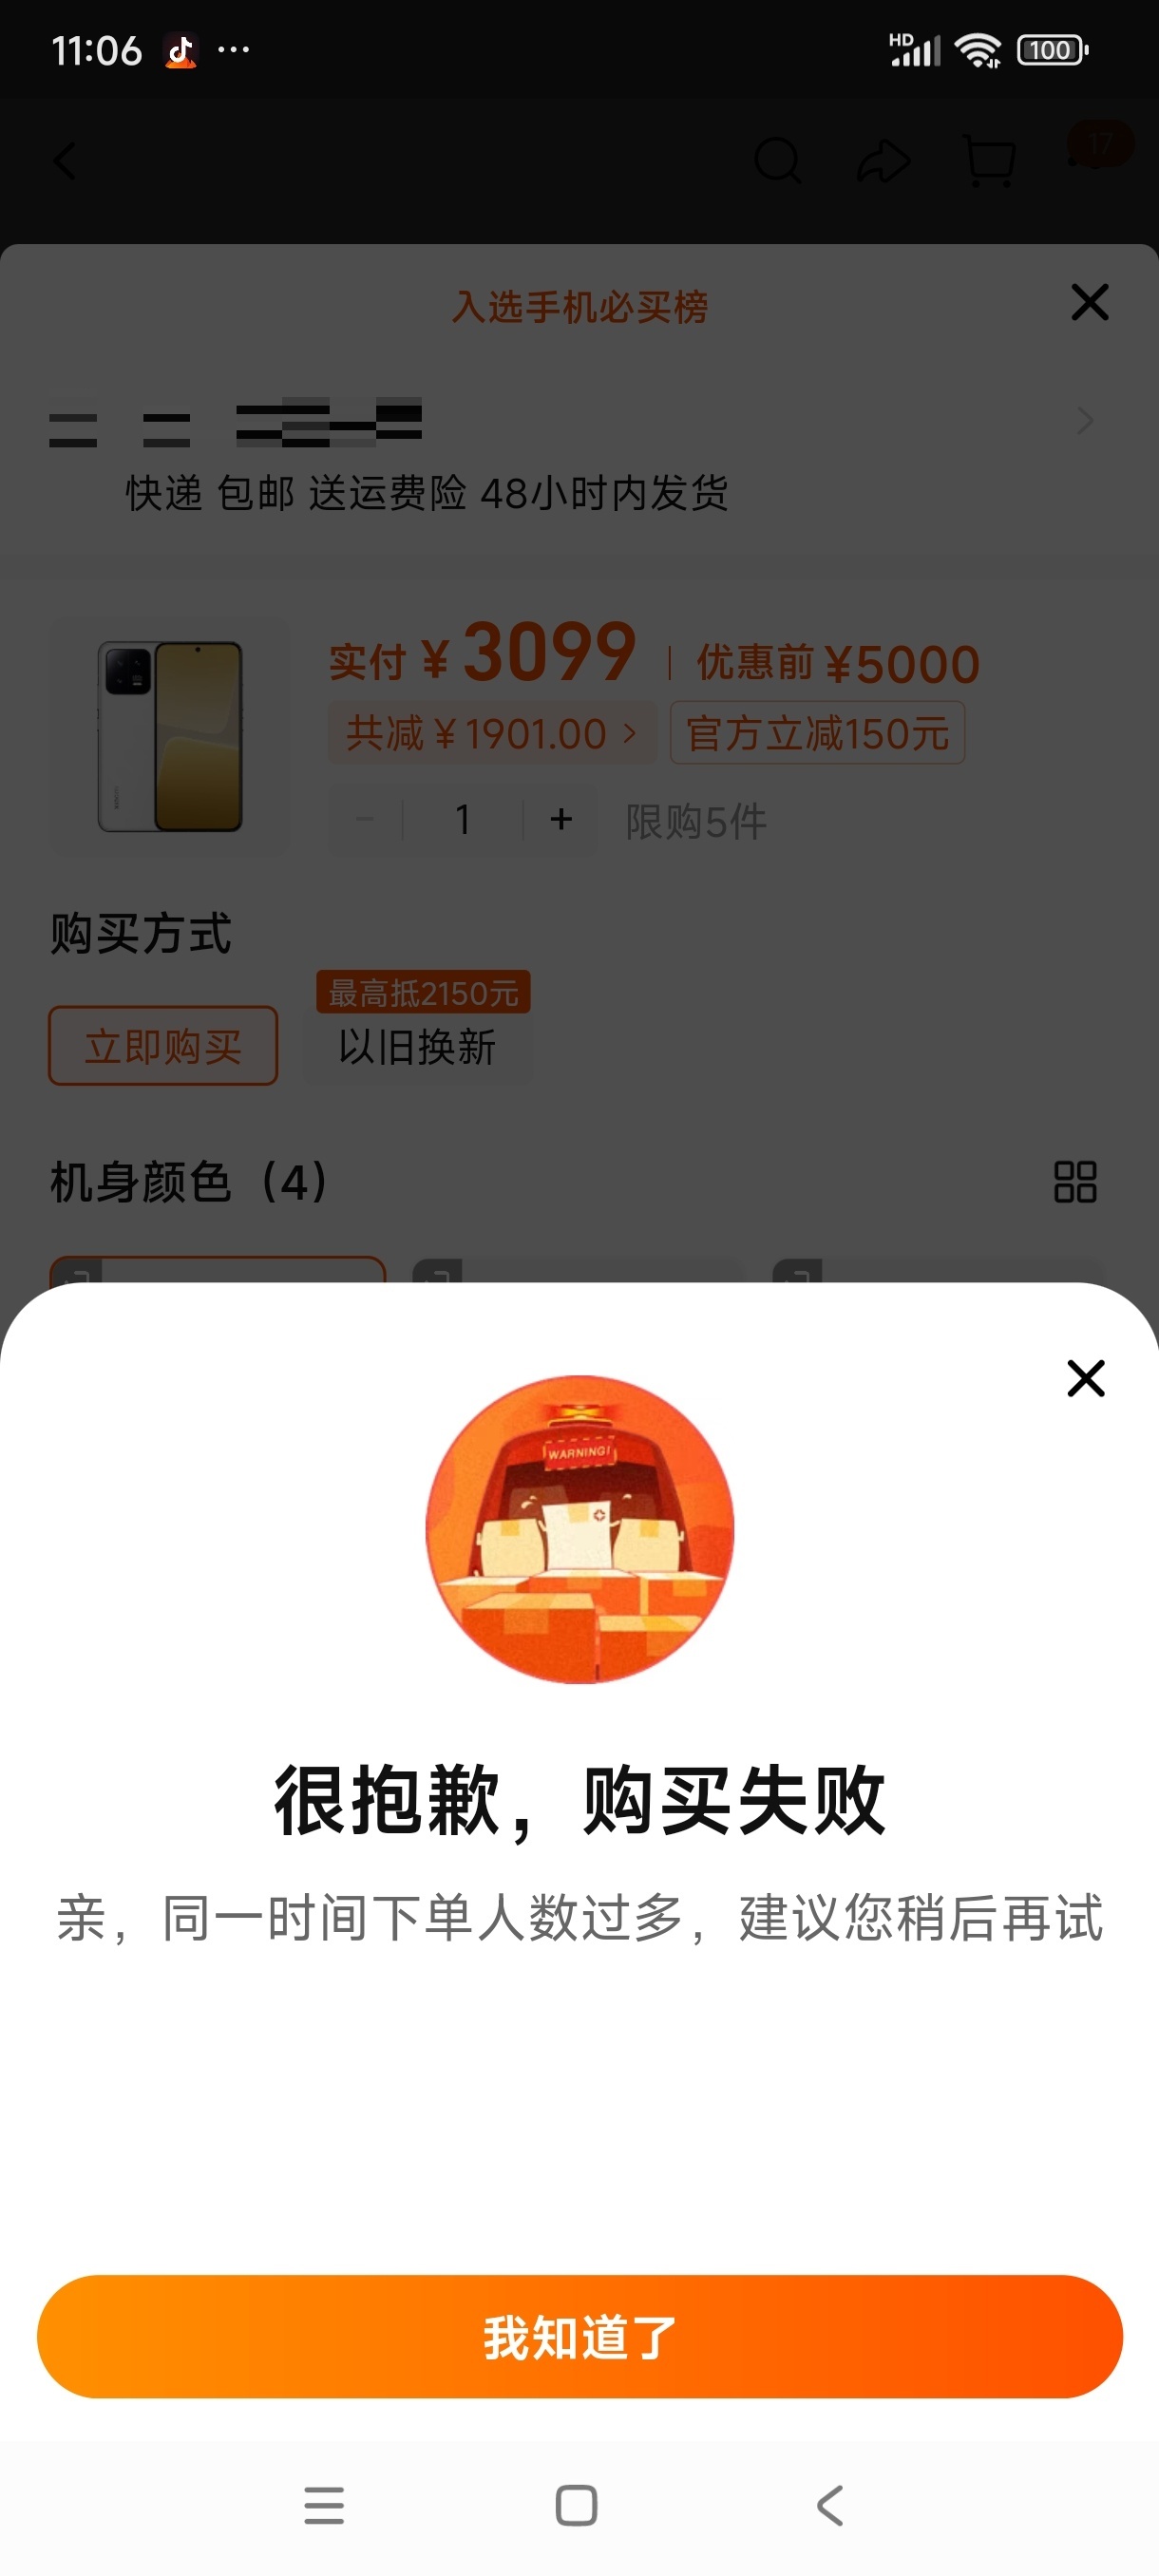 11:06
HD
100
17
入选手机必买榜
快递 包邮 送运费险 48小时内发货
实付 ¥ 3099 | 优惠前 ¥5000
共减 ¥ 1901.00 >
官方立减150元
1
限购5件
购买方式
最高抵2150元
立即购买
以旧换新
机身颜色（4）
WARNING!
很抱歉，购买失败
亲，同一时间下单人数过多，建议您稍后再试
我知道了